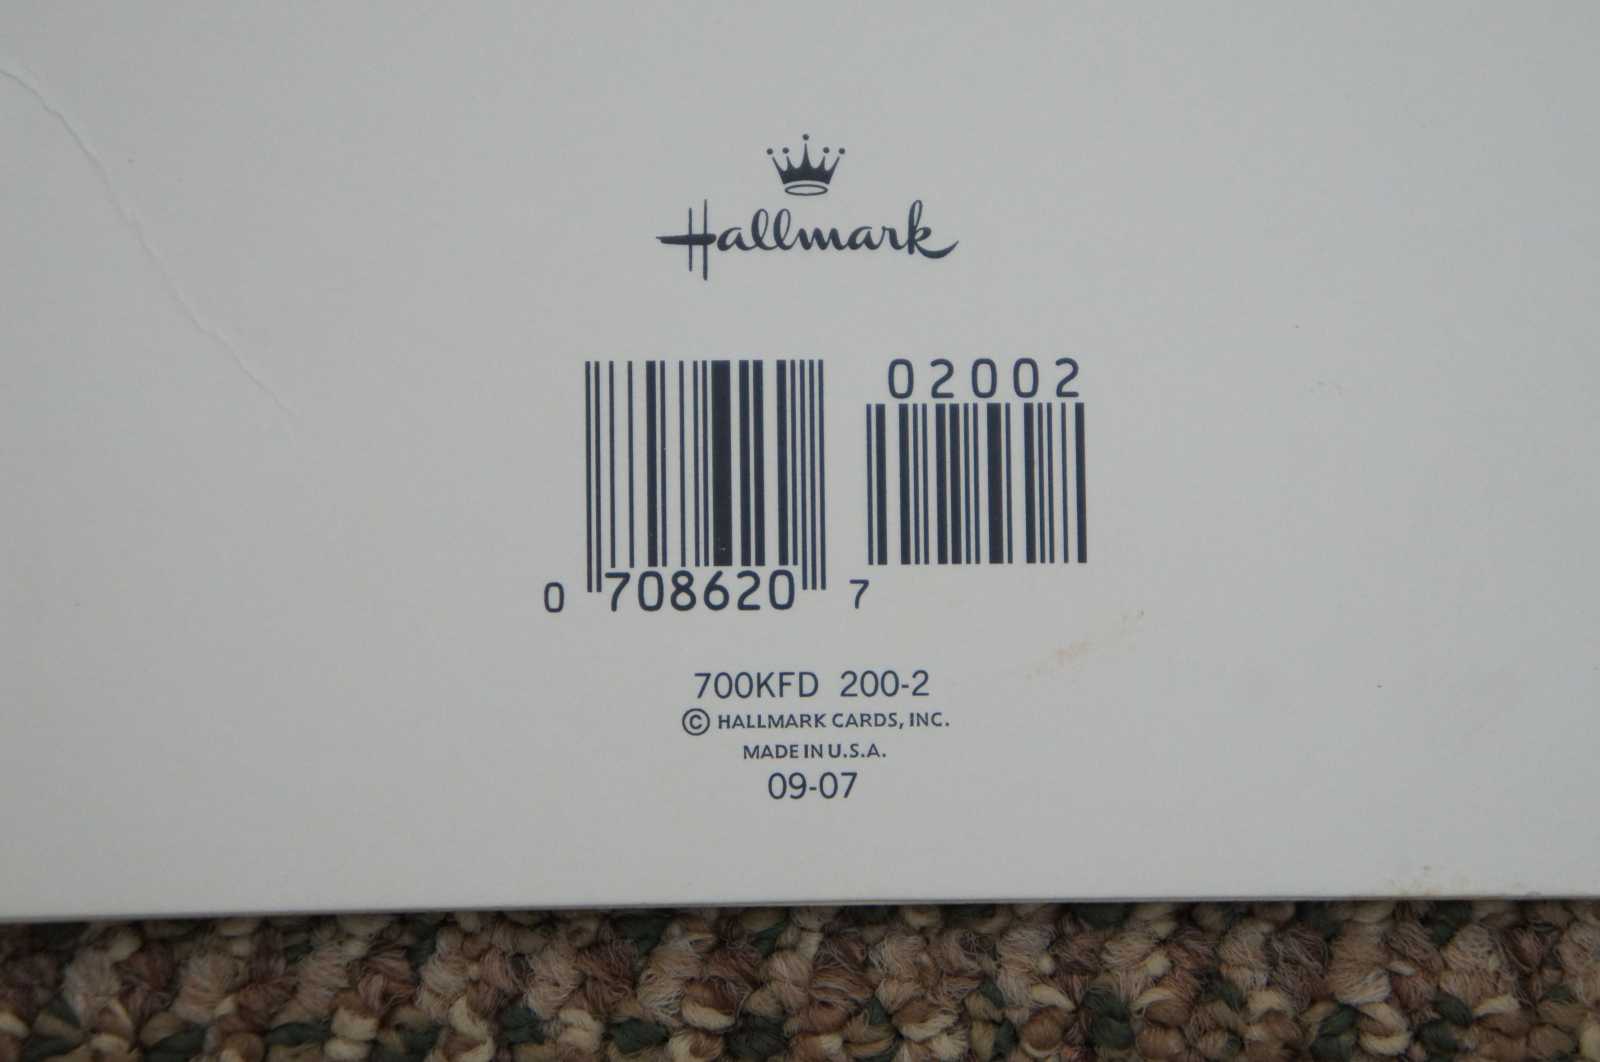 Hallmark
02002
0 708620 7
700KFD 200-2
© HALLMARK CARDS, INC.
MADE IN U.S.A.
09-07